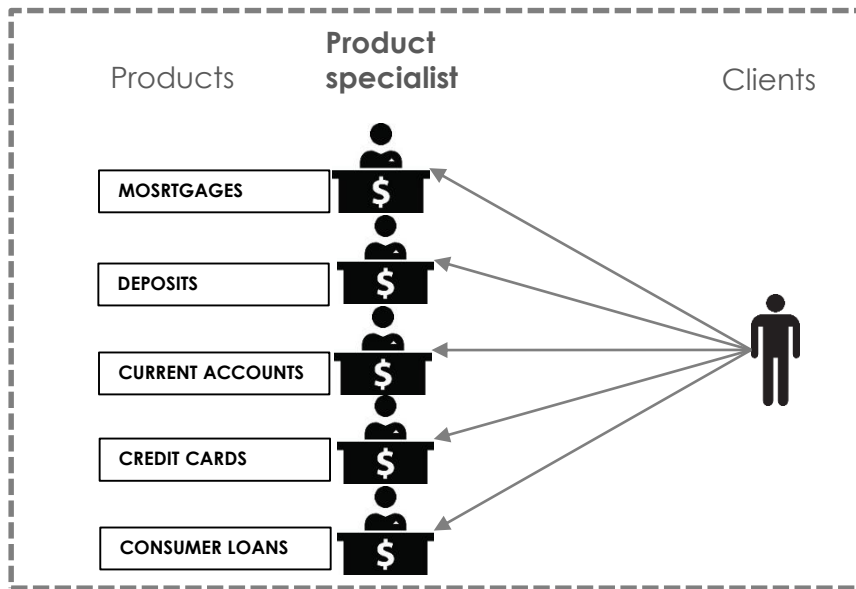 Products
Product
specialist
Clients
MOSRTGAGES
$
DEPOSITS
$
CURRENT ACCOUNTS
$
CREDIT CARDS
$
CONSUMER LOANS
$